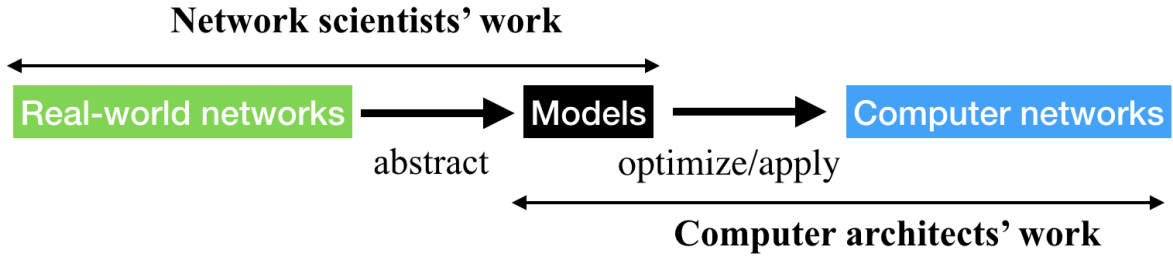 Network scientists’ work
Real-world networks
Models
Computer networks
abstract
optimize/apply
Computer architects’ work